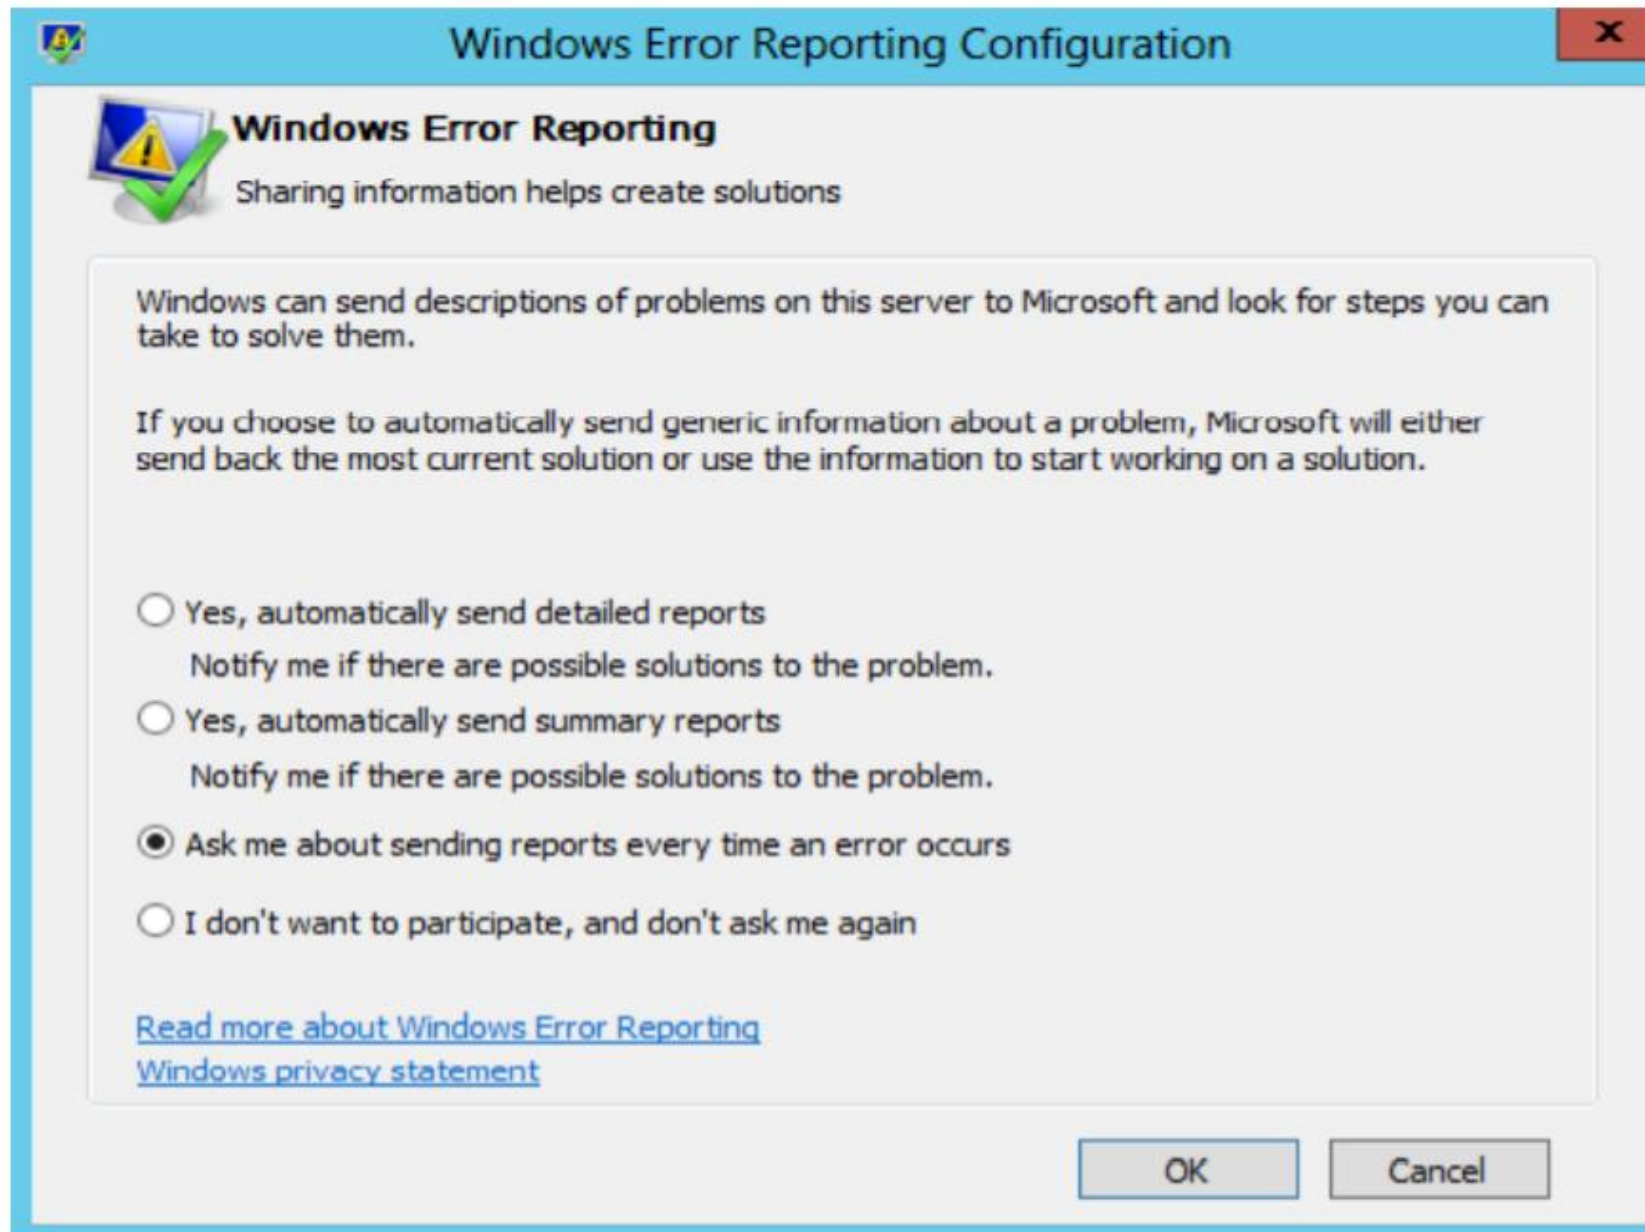 Windows Error Reporting Configuration
x
Windows Error Reporting
Sharing information helps create solutions
Windows can send descriptions of problems on this server to Microsoft and look for steps you can
take to solve them.
If you choose to automatically send generic information about a problem, Microsoft will either
send back the most current solution or use the information to start working on a solution.
Yes, automatically send detailed reports
Notify me if there are possible solutions to the problem.
Yes, automatically send summary reports
Notify me if there are possible solutions to the problem.
Ask me about sending reports every time an error occurs
I don't want to participate, and don't ask me again
Read more about Windows Error Reporting
Windows privacy statement
OK Cancel